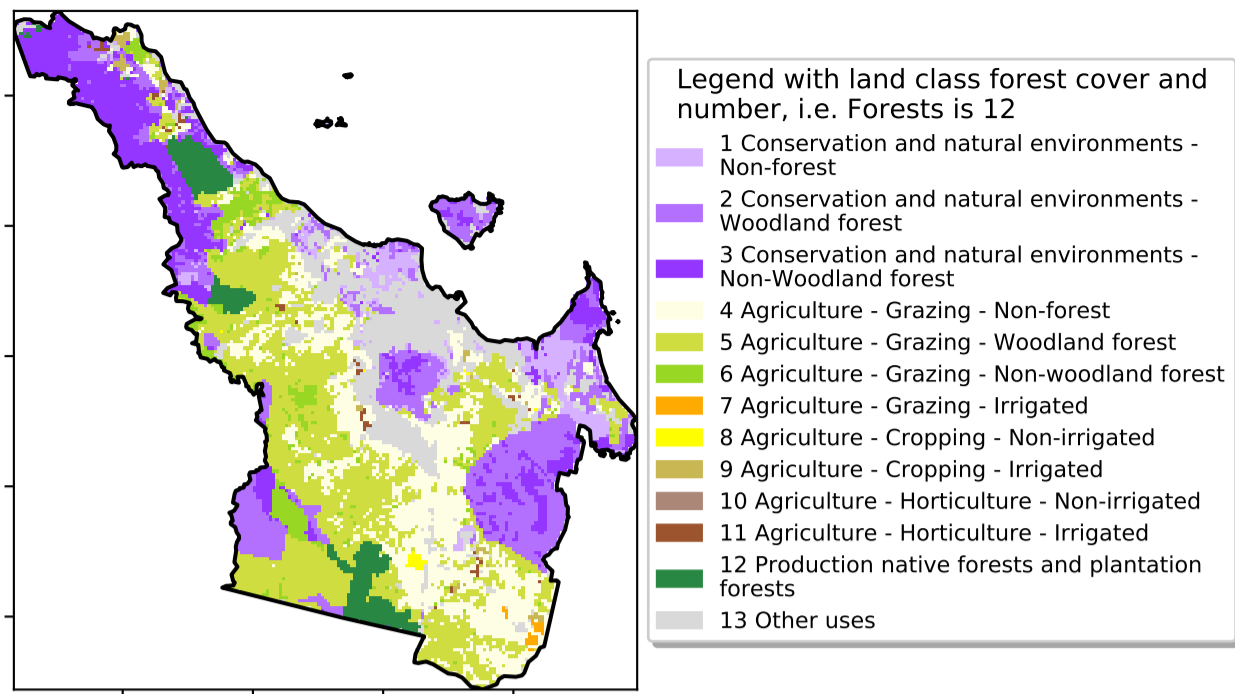 Legend with land class forest cover and
number, i.e. Forests is 12
1 Conservation and natural environments -
Non-forest
2 Conservation and natural environments -
Woodland forest
3 Conservation and natural environments -
Non-Woodland forest
4 Agriculture - Grazing - Non-forest
5 Agriculture - Grazing - Woodland forest
6 Agriculture - Grazing - Non-woodland forest
7 Agriculture - Grazing - Irrigated
8 Agriculture - Cropping - Non-irrigated
9 Agriculture - Cropping - Irrigated
10 Agriculture - Horticulture - Non-irrigated
11 Agriculture - Horticulture - Irrigated
12 Production native forests and plantation
forests
13 Other uses